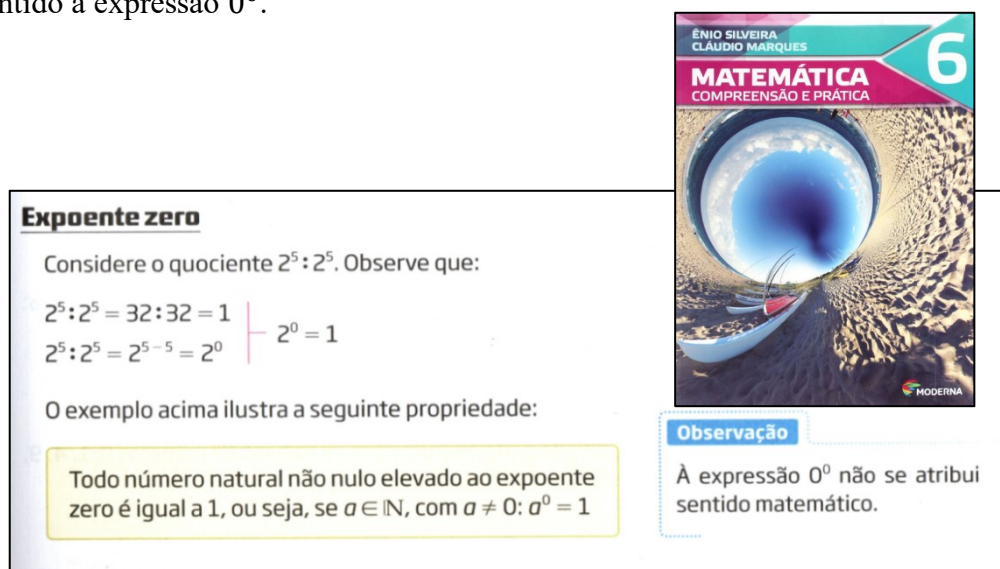 ntido à expressão 0⁰.
ÊNIO SILVEIRA
CLÁUDIO MARQUES
6
MATEMÁTICA
COMPREENSÃO E PRÁTICA
MODERNA
Expoente zero
Considere o quociente 2⁵:2⁵. Observe que:
2⁵:2⁵ = 32:32 = 1
2⁵:2⁵ = 2⁵⁻⁵ = 2⁰
2⁰ = 1
O exemplo acima ilustra a seguinte propriedade:
Todo número natural não nulo elevado ao expoente
zero é igual a 1, ou seja, se a ∈ ℕ, com a ≠ 0: a⁰ = 1
Observação
À expressão 0⁰ não se atribui
sentido matemático.